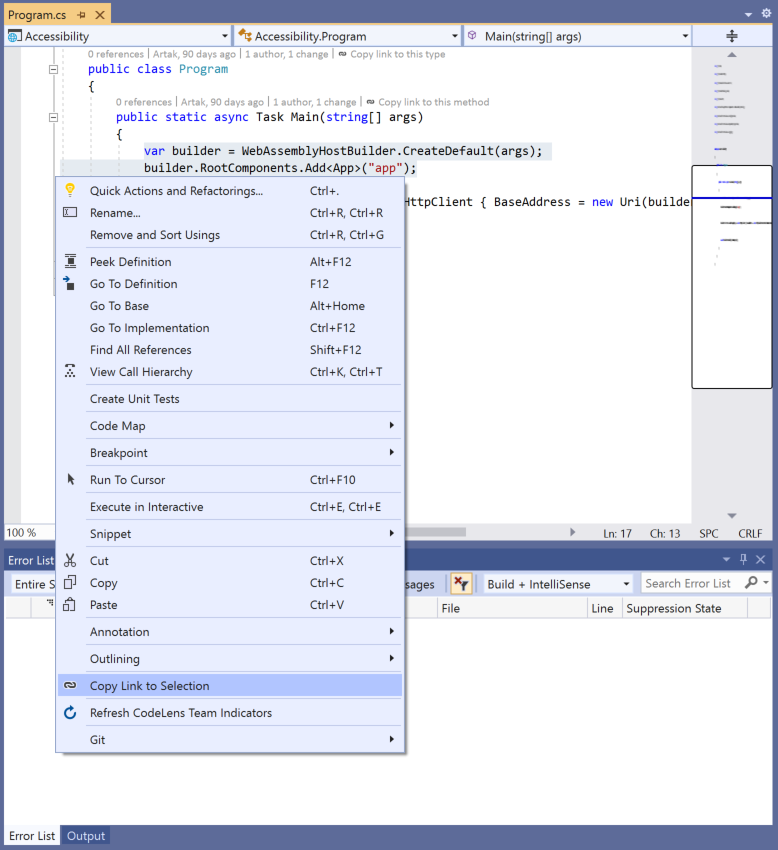 Program.cs
Accessibility
Accessibility.Program
Main(string[] args)
0 references | Artak, 90 days ago | 1 author, 1 change | Copy link to this type
public class Program
{
0 references | Artak, 90 days ago | 1 author, 1 change | Copy link to this method
public static async Task Main(string[] args)
{
var builder = WebAssemblyHostBuilder.CreateDefault(args);
builder.RootComponents.Add<App>("app");
HttpClient { BaseAddress = new Uri(builde
Quick Actions and Refactorings... Ctrl+.
Rename... Ctrl+R, Ctrl+R
Remove and Sort Usings Ctrl+R, Ctrl+G
Peek Definition Alt+F12
Go To Definition F12
Go To Base Alt+Home
Go To Implementation Ctrl+F12
Find All References Shift+F12
View Call Hierarchy Ctrl+K, Ctrl+T
Create Unit Tests
Code Map
Breakpoint
Run To Cursor Ctrl+F10
Execute in Interactive Ctrl+E, Ctrl+E
Snippet
Cut Ctrl+X
Copy Ctrl+C
Paste Ctrl+V
Annotation
Outlining
Copy Link to Selection
Refresh CodeLens Team Indicators
Git
100 %
Ln: 17 Ch: 13 SPC CRLF
Error List
Entire S
sages
Build + IntelliSense
Search Error List
File Line Suppression State
Error List Output